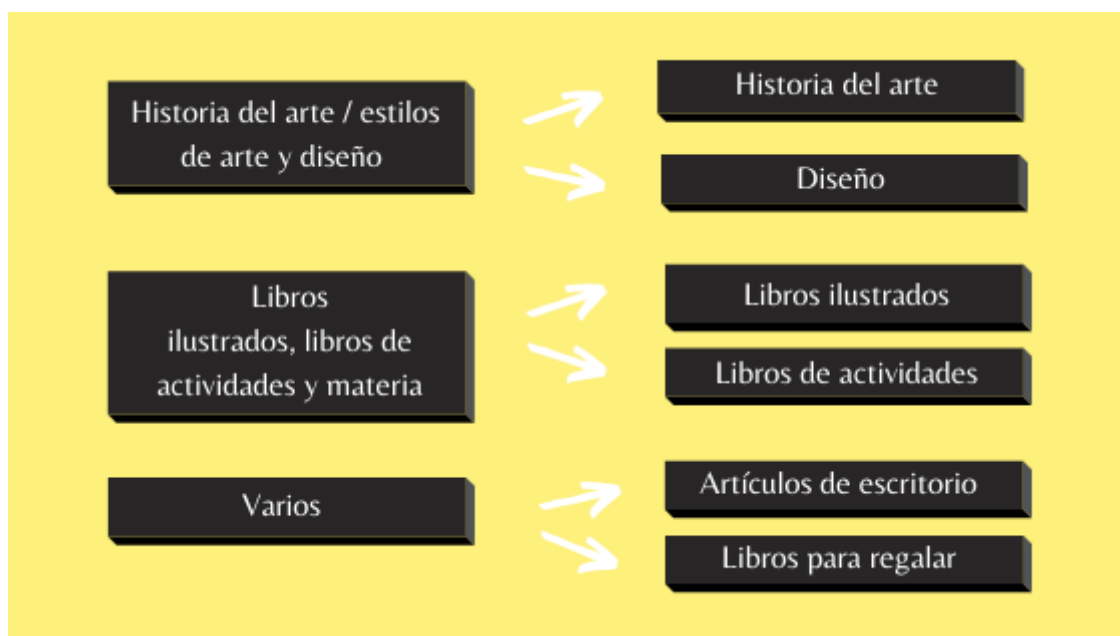 Historia del arte / estilos
de arte y diseño
Historia del arte
Diseño
Libros
ilustrados, libros de
actividades y materia
Libros ilustrados
Libros de actividades
Varios
Artículos de escritorio
Libros para regalar